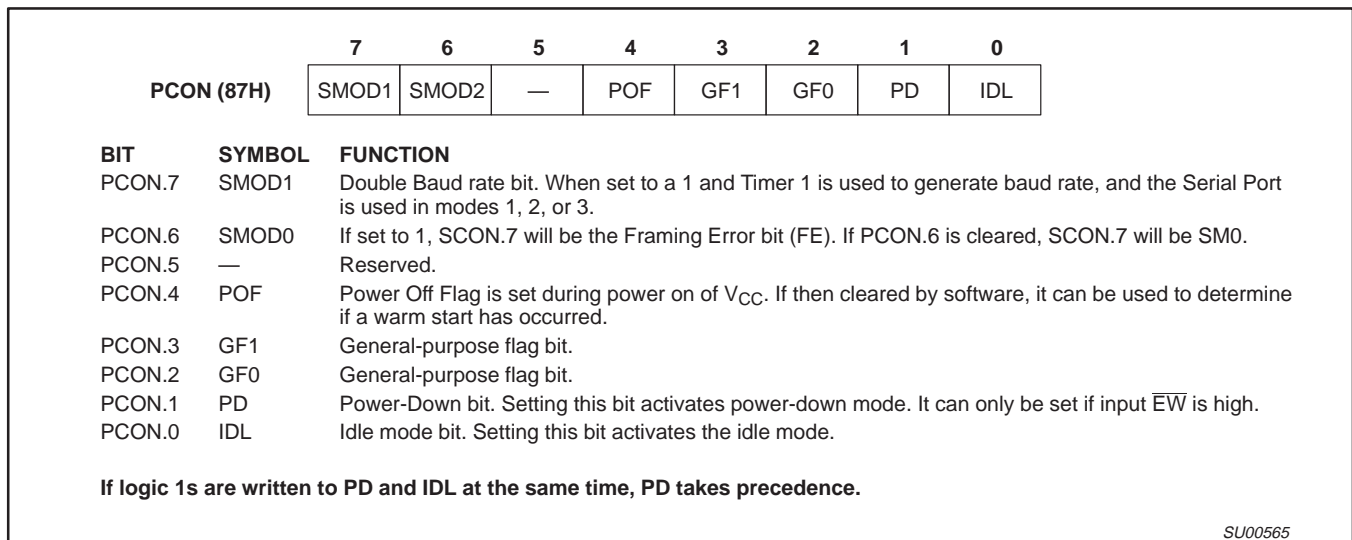 7 6 5 4 3 2 1 0
PCON (87H) SMOD1 SMOD2 — POF GF1 GF0 PD IDL
BIT SYMBOL FUNCTION
PCON.7 SMOD1 Double Baud rate bit. When set to a 1 and Timer 1 is used to generate baud rate, and the Serial Port
is used in modes 1, 2, or 3.
PCON.6 SMOD0 If set to 1, SCON.7 will be the Framing Error bit (FE). If PCON.6 is cleared, SCON.7 will be SM0.
PCON.5 — Reserved.
PCON.4 POF Power Off Flag is set during power on of VCC. If then cleared by software, it can be used to determine
if a warm start has occurred.
PCON.3 GF1 General-purpose flag bit.
PCON.2 GF0 General-purpose flag bit.
PCON.1 PD Power-Down bit. Setting this bit activates power-down mode. It can only be set if input E̅W̅ is high.
PCON.0 IDL Idle mode bit. Setting this bit activates the idle mode.
If logic 1s are written to PD and IDL at the same time, PD takes precedence.
SU00565